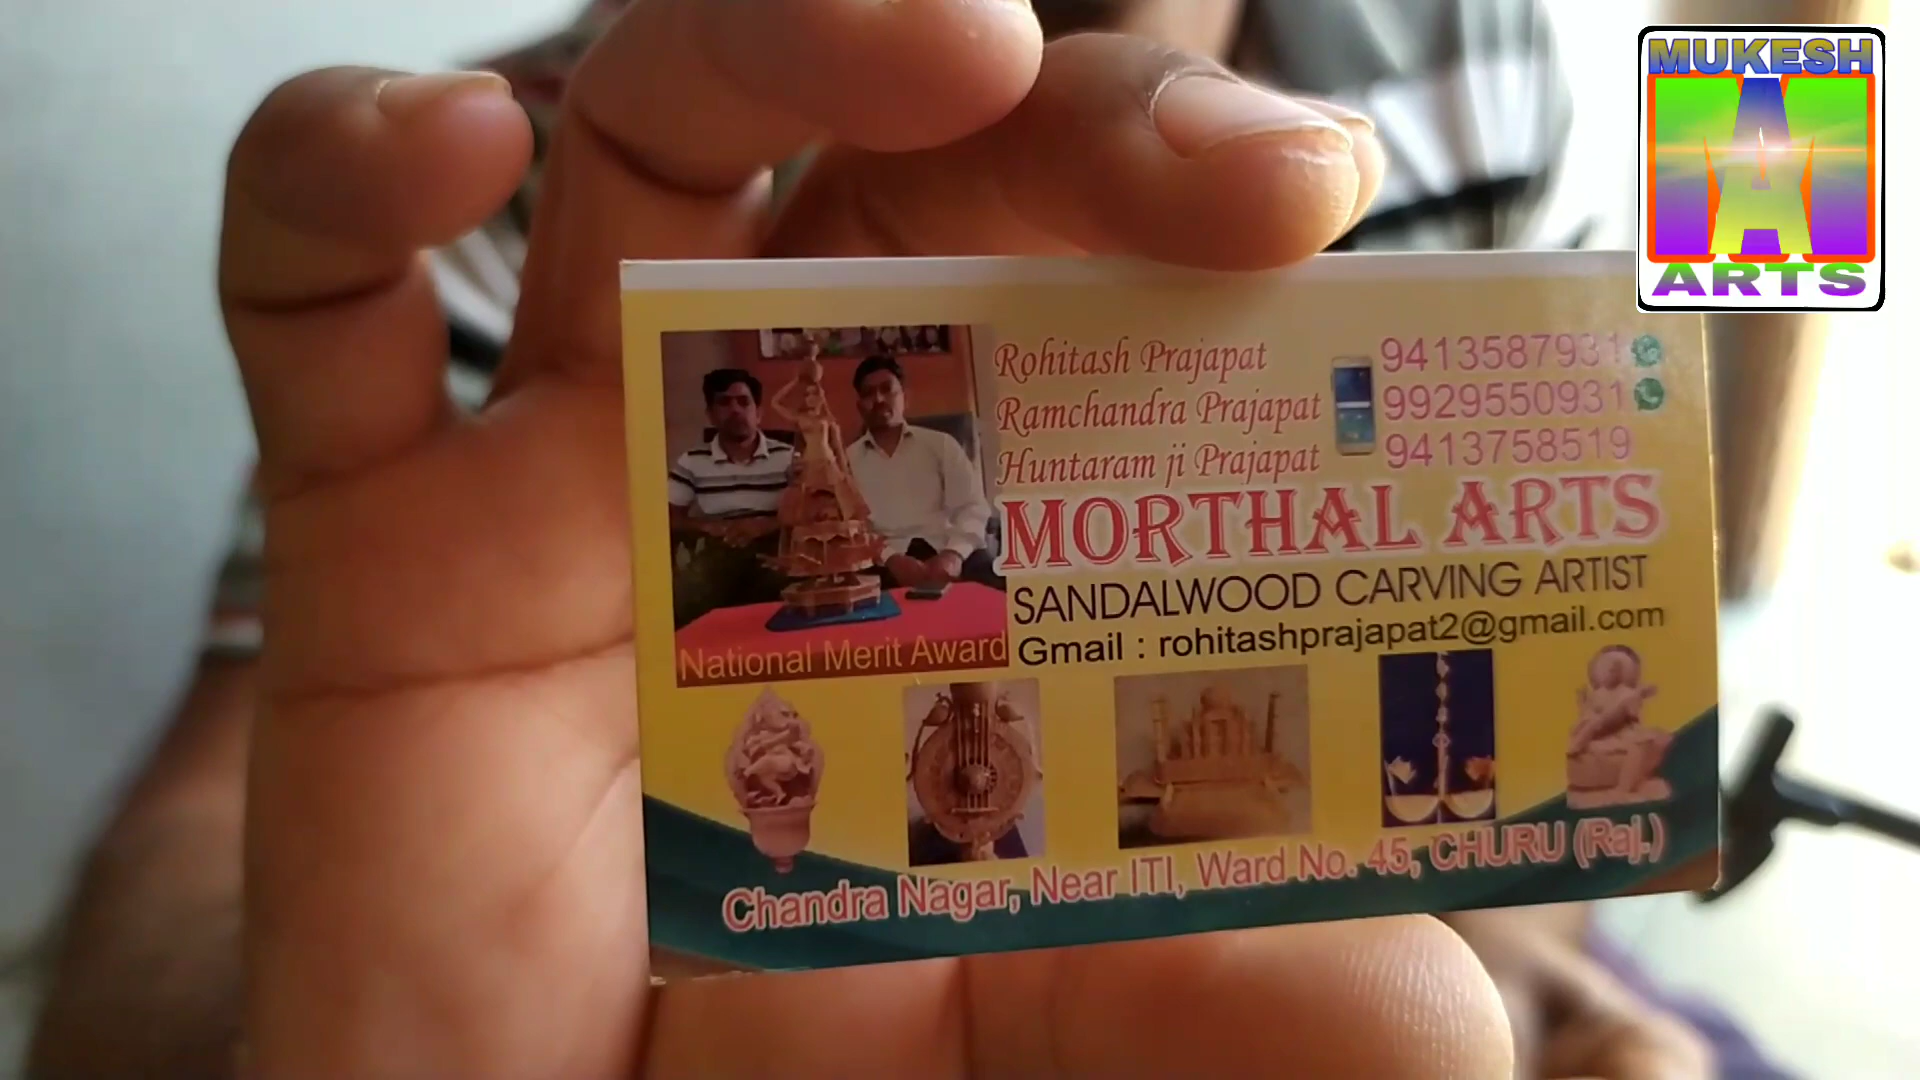 MUKESH
A
ARTS
Rohitash Prajapat 9413587931
Ramchandra Prajapat 9929550931
Huntaram ji Prajapat 9413758519
MORTHAL ARTS
SANDALWOOD CARVING ARTIST
Gmail : rohitashprajapat2@gmail.com
National Merit Award
Chandra Nagar, Near ITI, Ward No. 45, CHURU (Raj.)